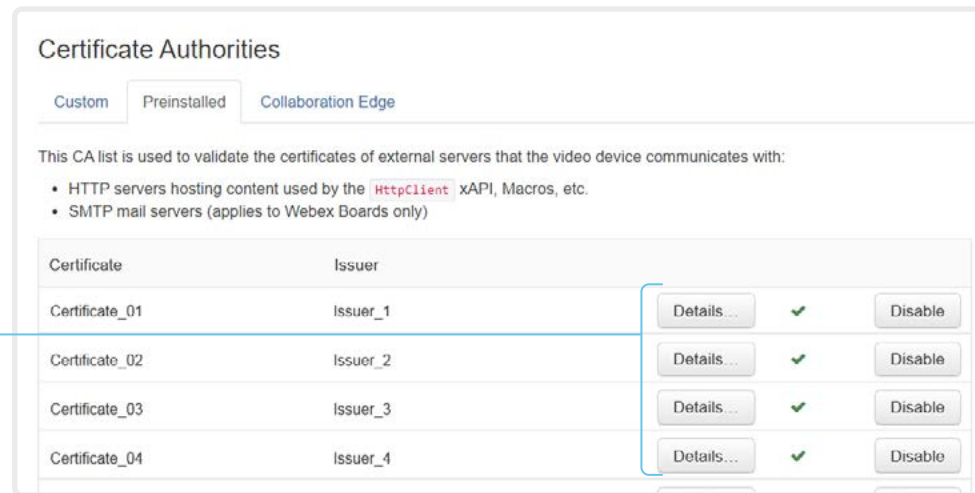 Certificate Authorities
Custom Preinstalled Collaboration Edge
This CA list is used to validate the certificates of external servers that the video device communicates with:
• HTTP servers hosting content used by the HttpClient xAPI, Macros, etc.
• SMTP mail servers (applies to Webex Boards only)
Certificate Issuer
Certificate_01 Issuer_1 Details... ✔ Disable
Certificate_02 Issuer_2 Details... ✔ Disable
Certificate_03 Issuer_3 Details... ✔ Disable
Certificate_04 Issuer_4 Details... ✔ Disable